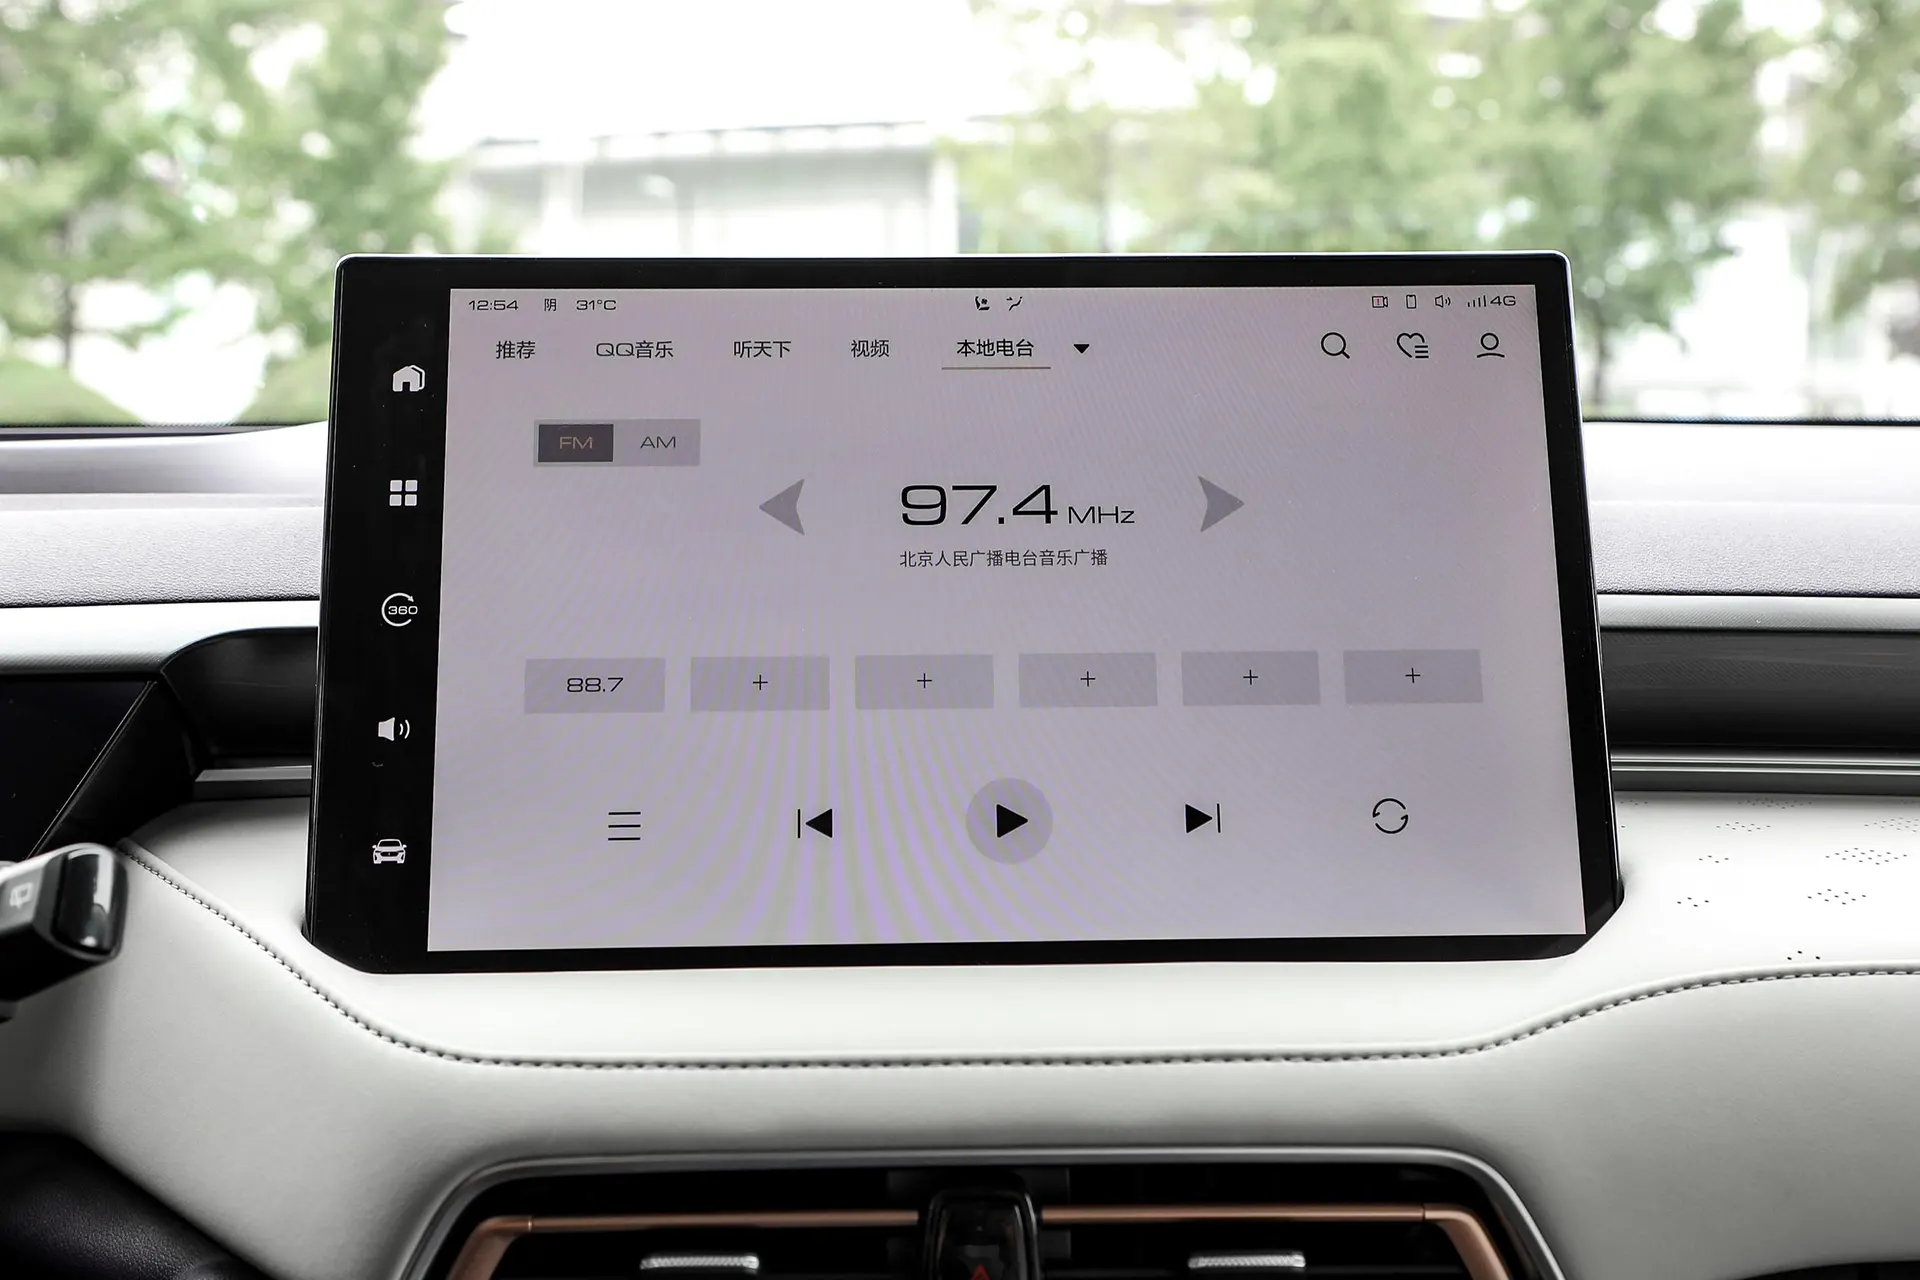 12:54 阴 31°C 4G
推荐 QQ音乐 听天下 视频 本地电台
FM AM
97.4 MHz
北京人民广播电台音乐广播
360
88.7 + + + + +